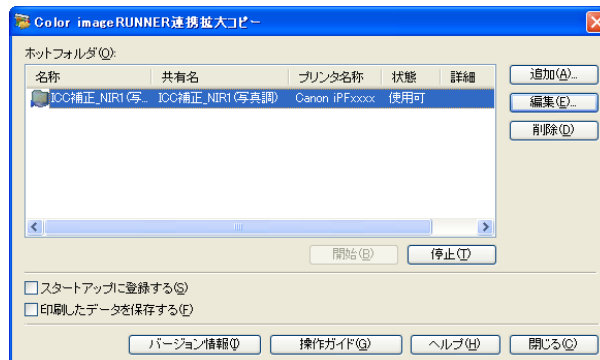 Color imageRUNNER連携拡大コピー
ホットフォルダ(O):
名称 共有名 プリンタ名称 状態 詳細
ICC補正_NIR1(写... ICC補正_NIR1(写真調) Canon iPFxxxx 使用可
追加(A)...
編集(E)...
削除(D)
開始(B) 停止(T)
スタートアップに登録する(S)
印刷したデータを保存する(F)
バージョン情報(I) 操作ガイド(G) ヘルプ(H) 閉じる(C)